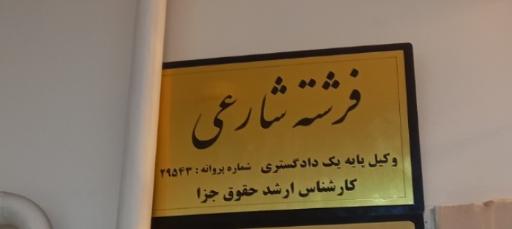 فرشته شارعی
وکیل پایه یک دادگستری شماره پروانه : ۲۹۵۴۳
کارشناس ارشد حقوق جزا